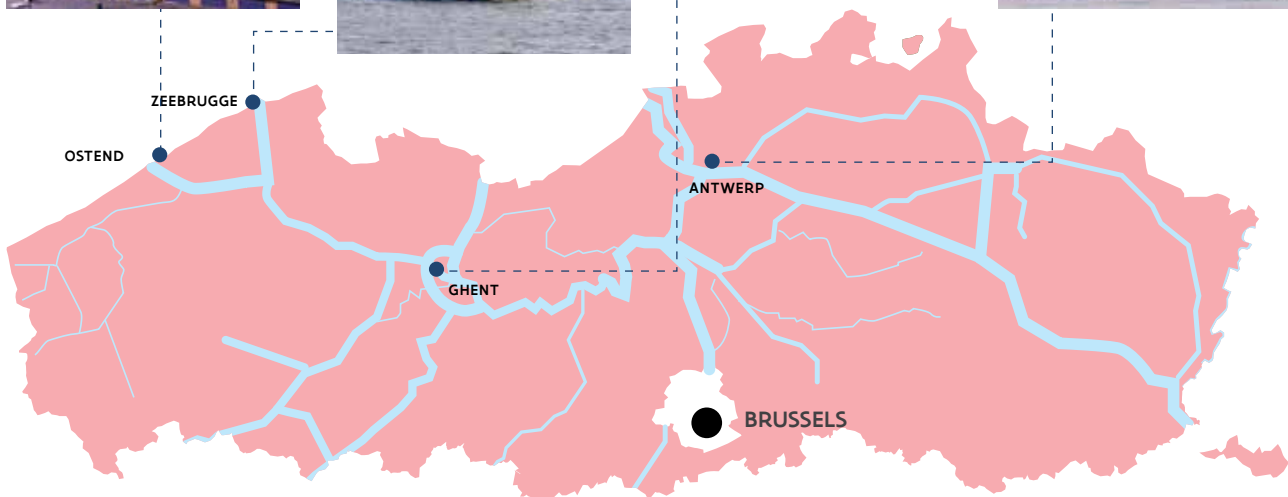 ZEEBRUGGE
OSTEND
ANTWERP
GHENT
BRUSSELS